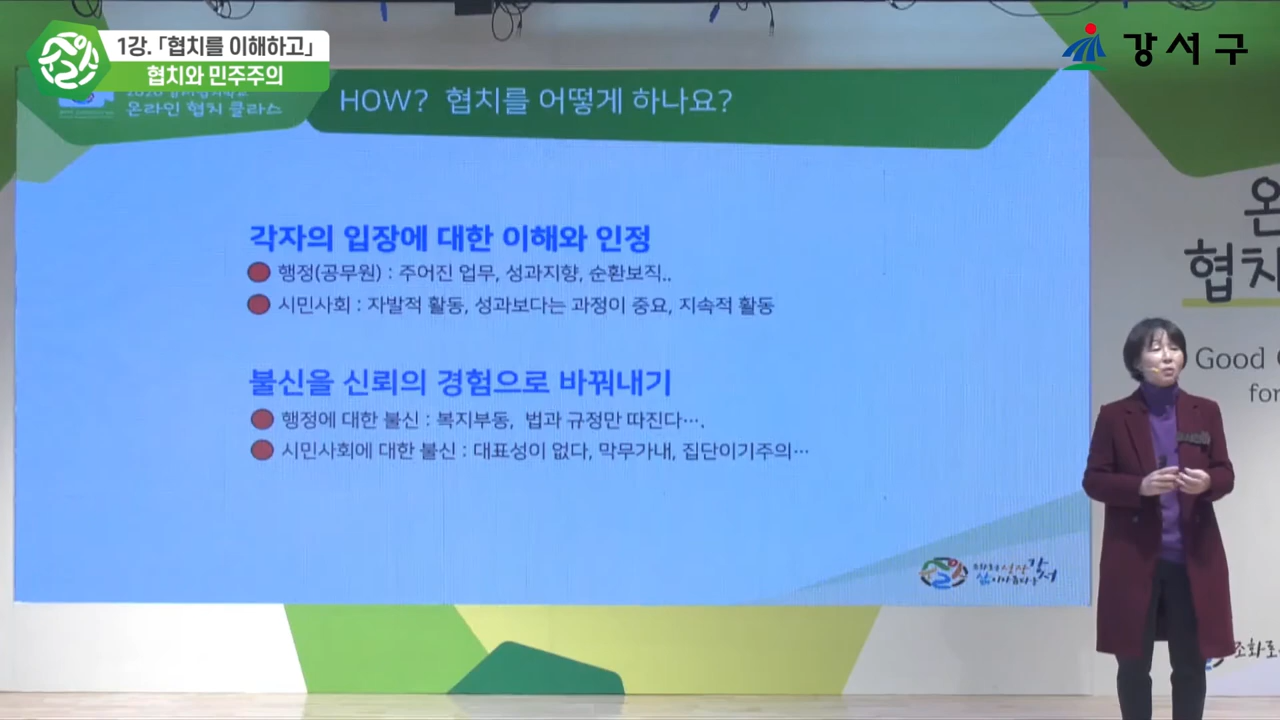 1강.「협치를 이해하고」
협치와 민주주의
강서구
온라인 협치 클라스
HOW? 협치를 어떻게 하나요?
각자의 입장에 대한 이해와 인정
행정(공무원) : 주어진 업무, 성과지향, 순환보직..
시민사회 : 자발적 활동, 성과보다는 과정이 중요, 지속적 활동
불신을 신뢰의 경험으로 바꿔내기
행정에 대한 불신 : 복지부동, 법과 규정만 따진다….
시민사회에 대한 불신 : 대표성이 없다, 막무가내, 집단이기주의…
온
협치
Good
for
조화로